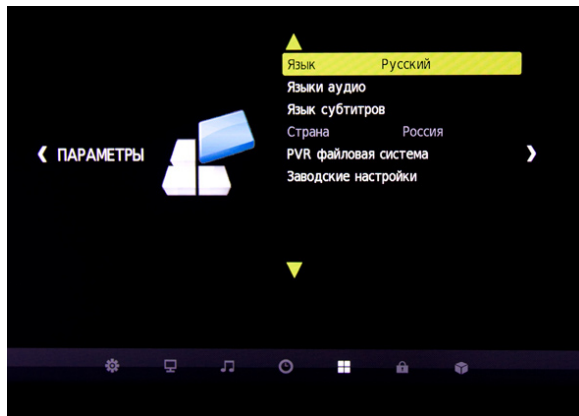 Язык Русский
Языки аудио
Язык субтитров
Страна Россия
ПАРАМЕТРЫ
PVR файловая система
Заводские настройки